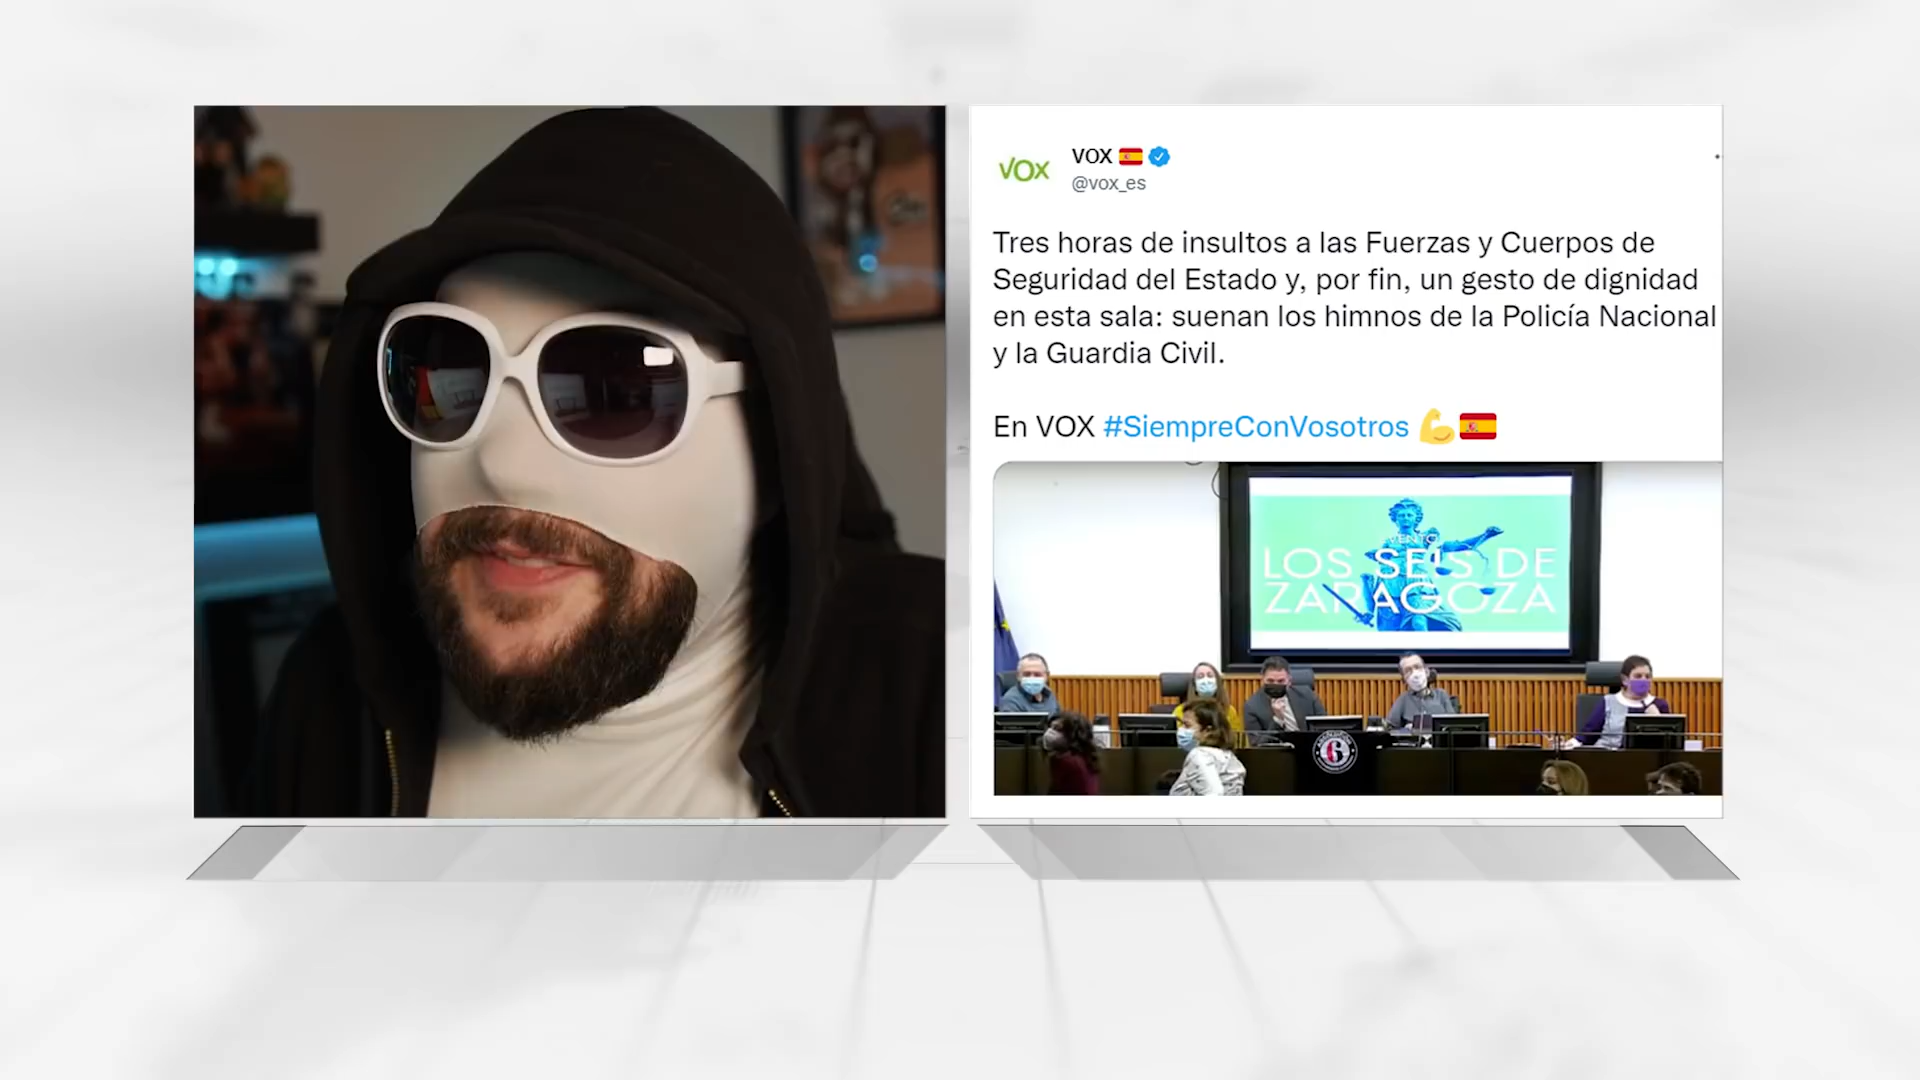 VOX
VOX
@vox_es
Tres horas de insultos a las Fuerzas y Cuerpos de
Seguridad del Estado y, por fin, un gesto de dignidad
en esta sala: suenan los himnos de la Policía Nacional
y la Guardia Civil.
En VOX #SiempreConVosotros
EVENTO
LOS SEIS DE
ZARAGOZA
6